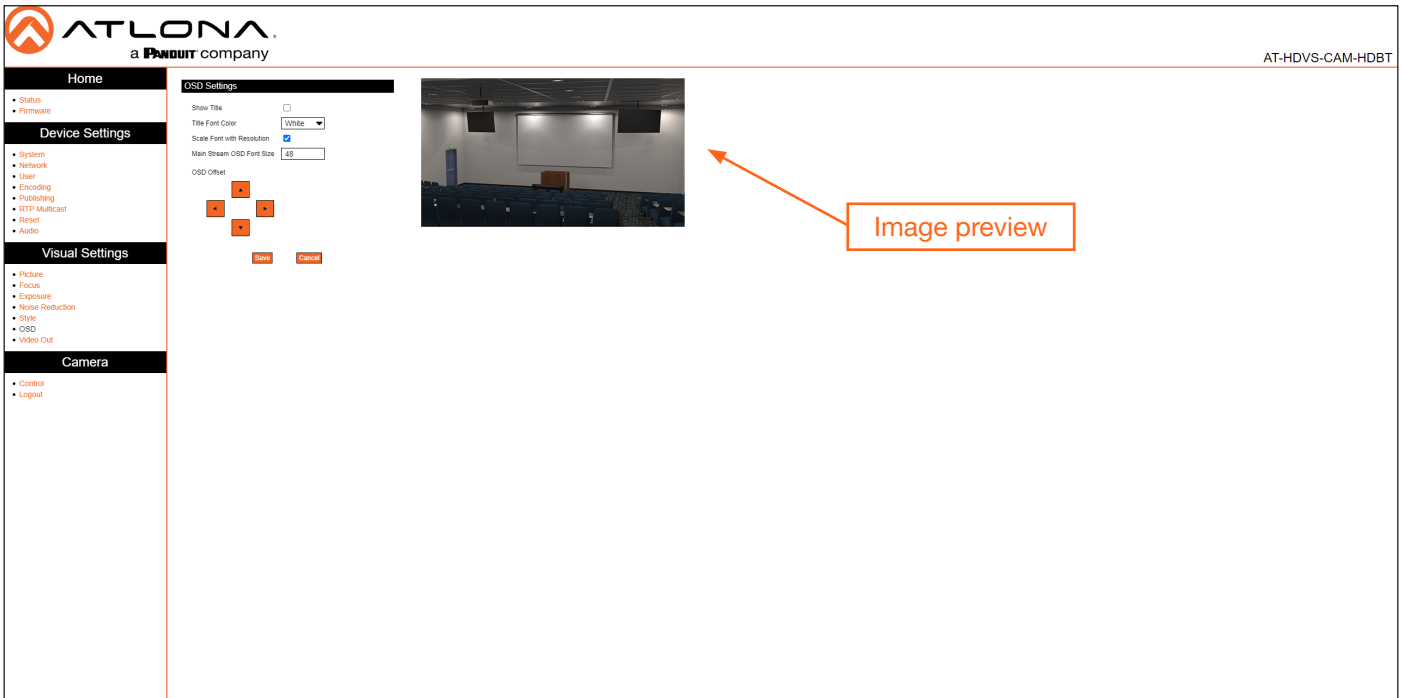 ATLONA.
a PANDUIT company
AT-HDVS-CAM-HDBT
Home
Status
Firmware
Device Settings
System
Network
User
Encoding
Publishing
RTP Multicast
Reset
Audio
Visual Settings
Picture
Focus
Exposure
Noise Reduction
Style
OSD
Video Out
Camera
Control
Logout
OSD Settings
Show Title
Title Font Color White
Scale Font with Resolution
Main Stream OSD Font Size 48
OSD Offset
Save Cancel
Image preview